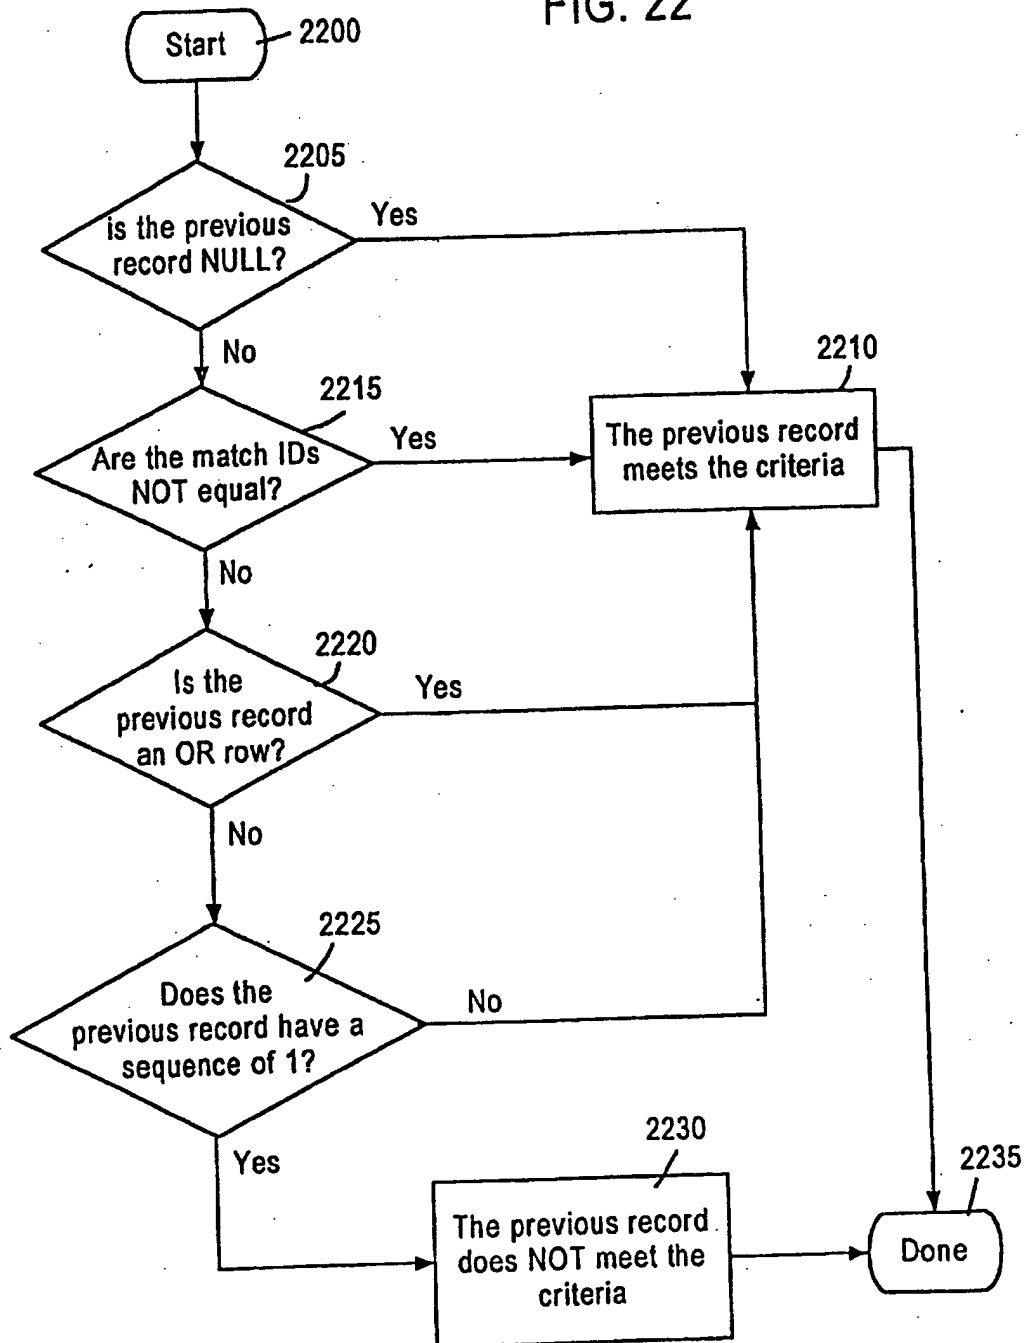 FIG. 22
Start
2200
2205
is the previous
record NULL?
Yes
No
2210
2215
The previous record
meets the criteria
Are the match IDs
NOT equal?
Yes
No
2220
Is the
previous record
an OR row?
Yes
No
2225
Does the
previous record have a
sequence of 1?
No
Yes
2230
The previous record
does NOT meet the
criteria
2235
Done